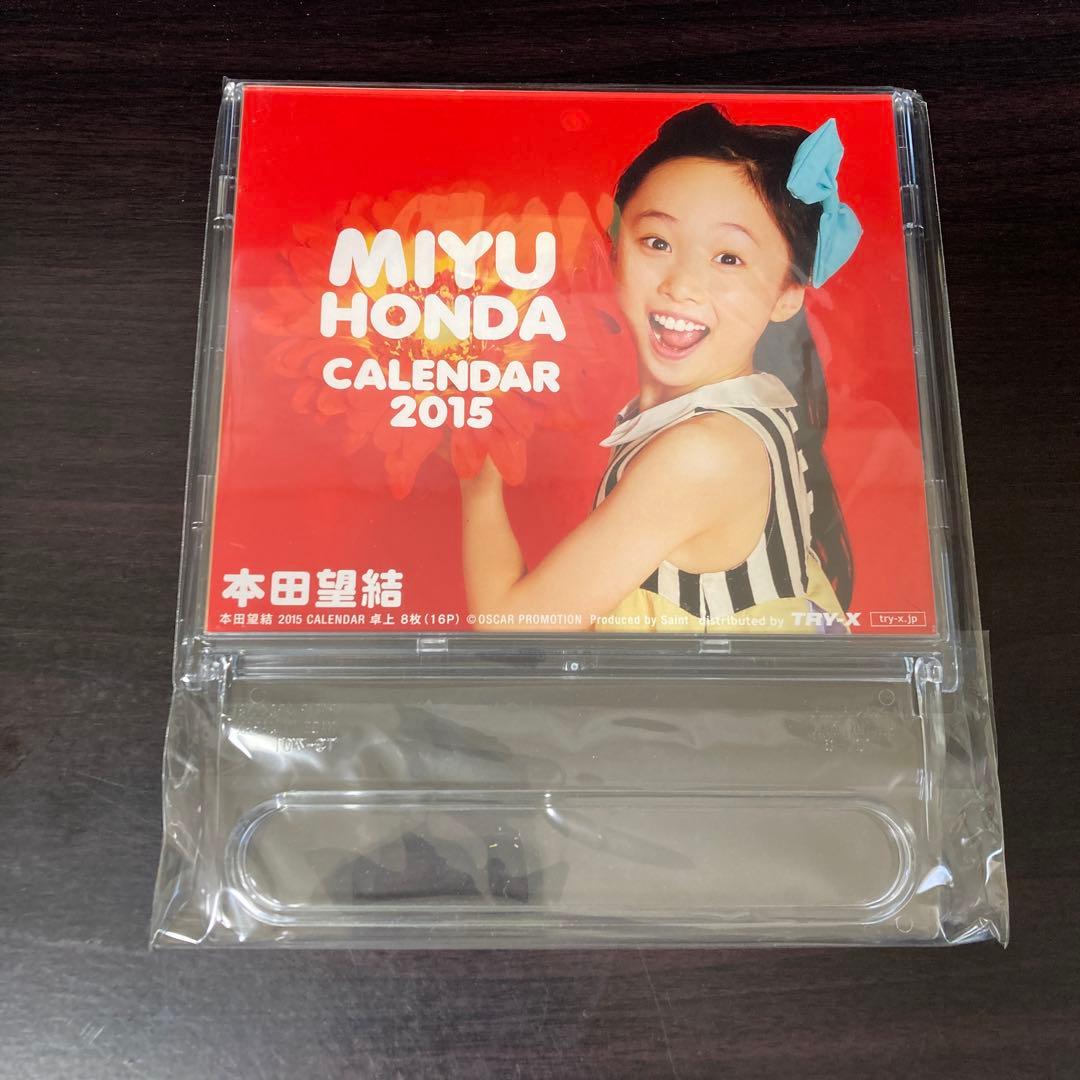 MIYU
HONDA
CALENDAR
2015
本田望結
本田望結 2015 CALENDAR 卓上 8枚(16P) ©OSCAR PROMOTION Produced by Saint distributed by TRY-X try-x.jp